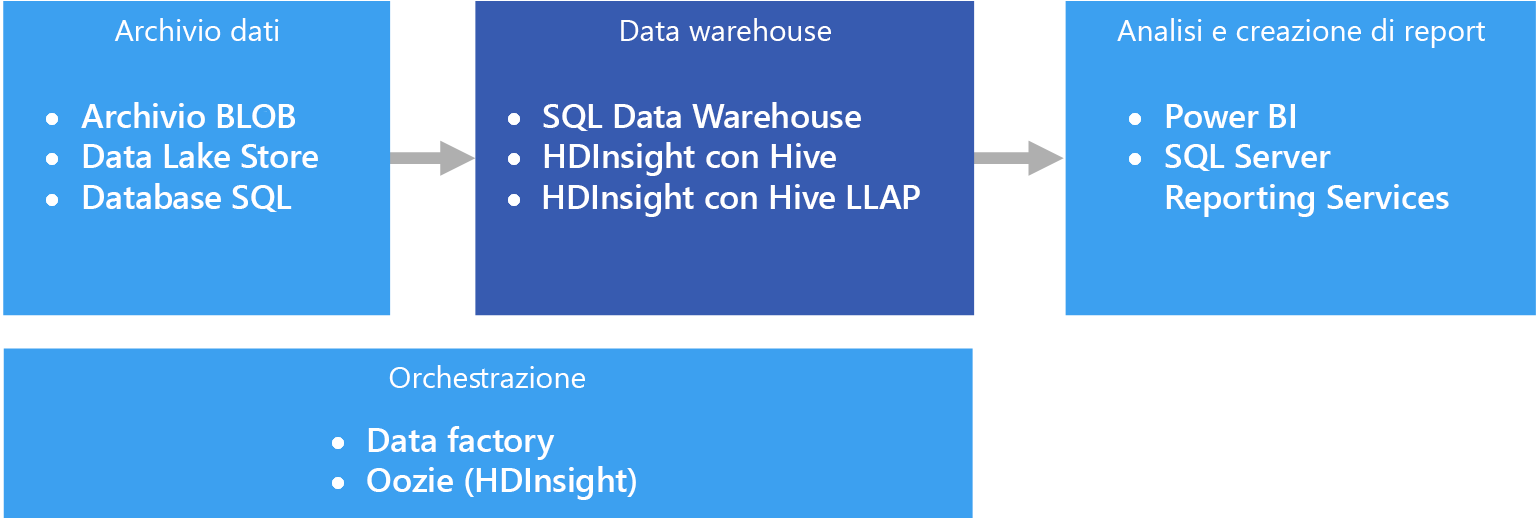 Archivio dati
• Archivio BLOB
• Data Lake Store
• Database SQL
Data warehouse
• SQL Data Warehouse
• HDInsight con Hive
• HDInsight con Hive LLAP
Analisi e creazione di report
• Power BI
• SQL Server
Reporting Services
Orchestrazione
• Data factory
• Oozie (HDInsight)